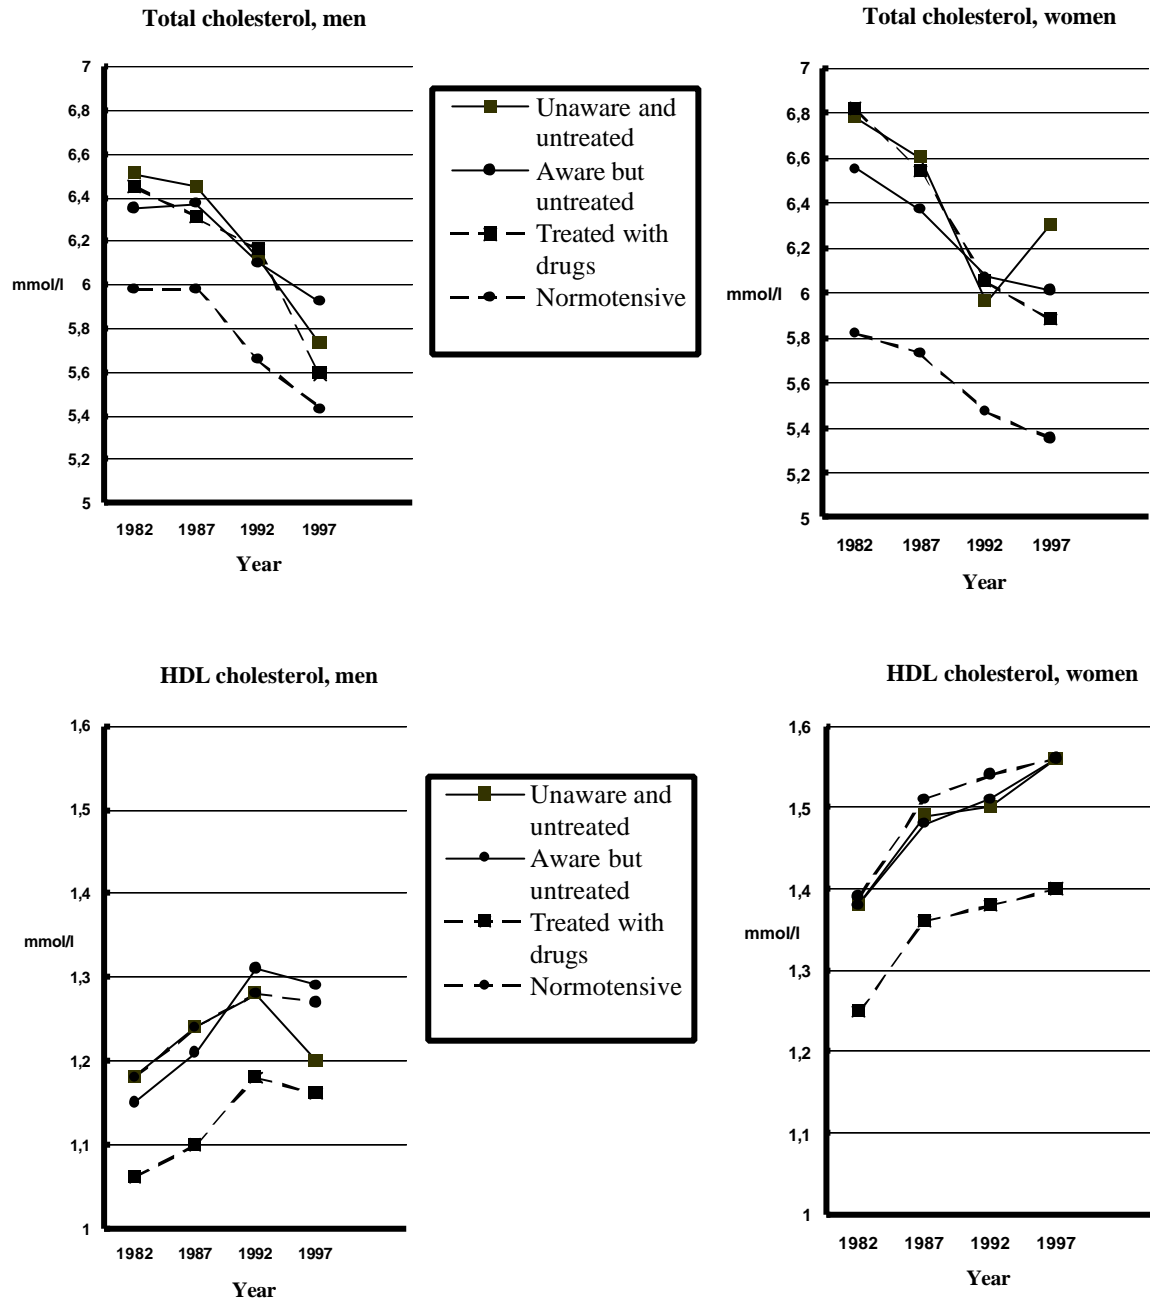 Total cholesterol, men
7
6,8
6,6
6,4
6,2
6
5,8
5,6
5,4
5,2
5
mmol/l
1982 1987 1992 1997
Year
Unaware and
untreated
Aware but
untreated
Treated with
drugs
Normotensive
Total cholesterol, women
7
6,8
6,6
6,4
6,2
6
5,8
5,6
5,4
5,2
5
mmol/l
1982 1987 1992 1997
Year
HDL cholesterol, men
1,6
1,5
1,4
1,3
1,2
1,1
1
mmol/l
1982 1987 1992 1997
Year
Unaware and
untreated
Aware but
untreated
Treated with
drugs
Normotensive
HDL cholesterol, women
1,6
1,5
1,4
1,3
1,2
1,1
1
mmol/l
1982 1987 1992 1997
Year